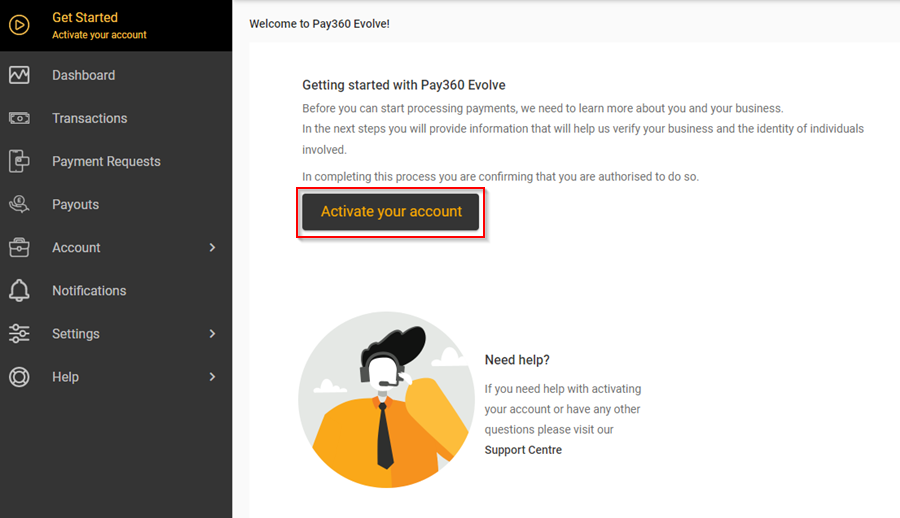 Get Started
Activate your account
Dashboard
Transactions
Payment Requests
Payouts
Account
Notifications
Settings
Help
Welcome to Pay360 Evolve!
Getting started with Pay360 Evolve
Before you can start processing payments, we need to learn more about you and your business.
In the next steps you will provide information that will help us verify your business and the identity of individuals
involved.
In completing this process you are confirming that you are authorised to do so.
Activate your account
Need help?
If you need help with activating
your account or have any other
questions please visit our
Support Centre